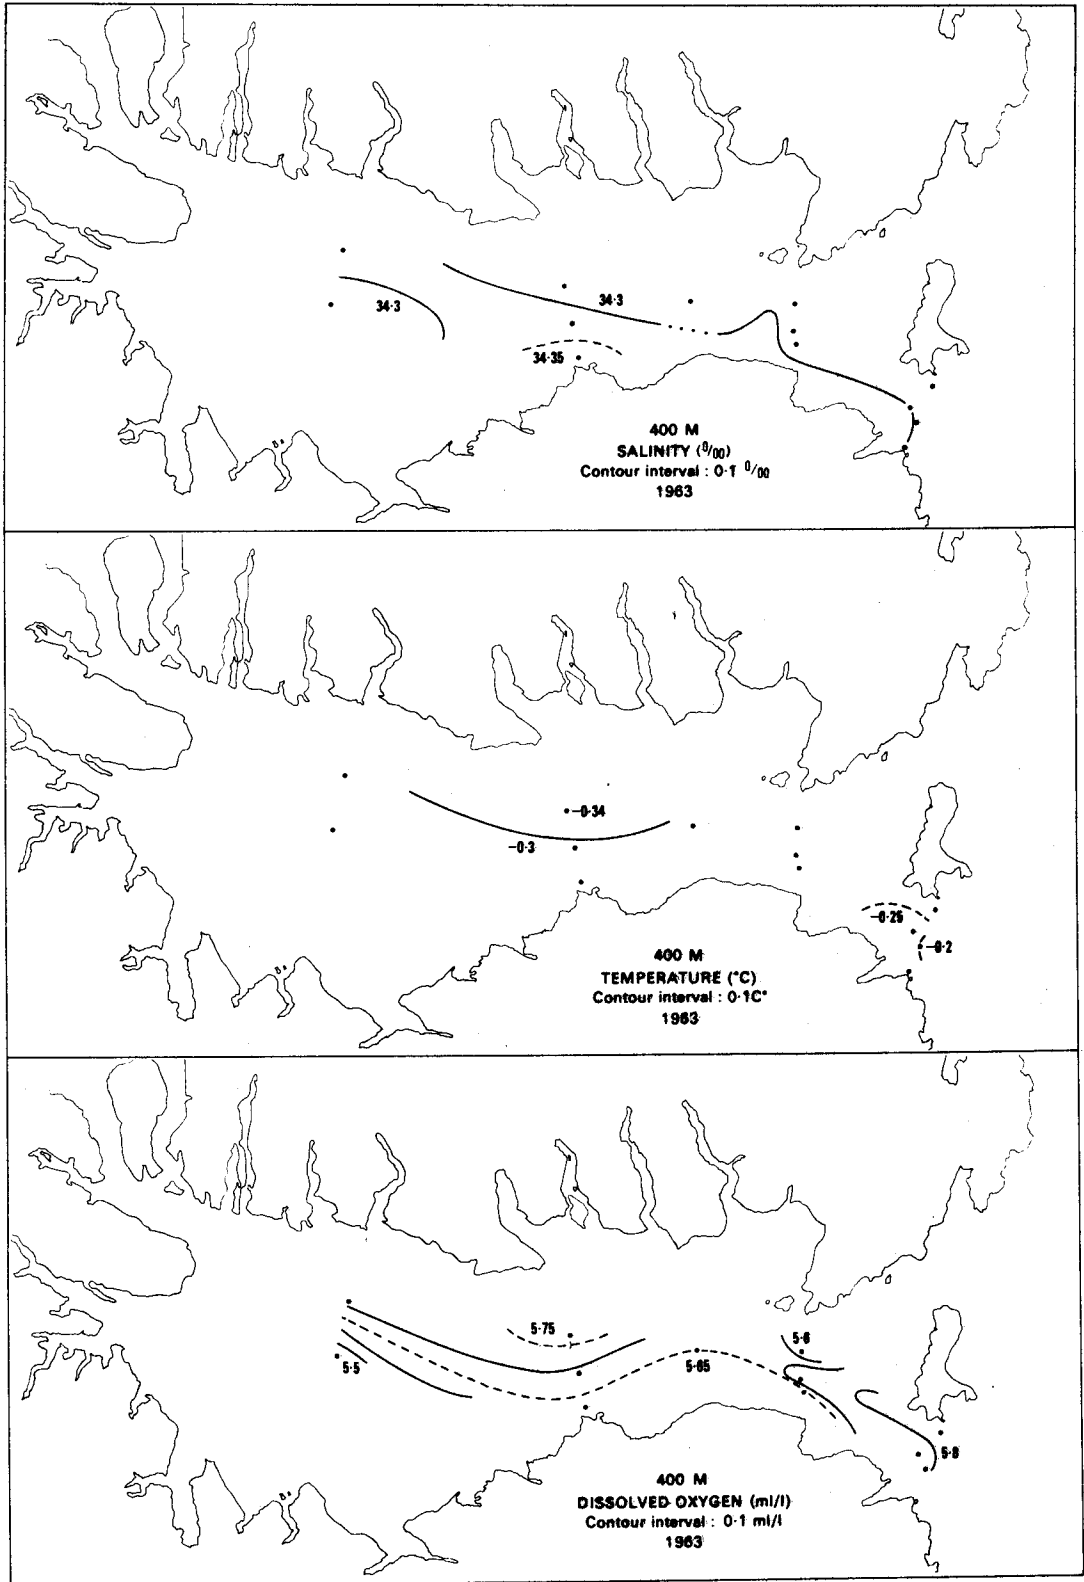 34·3
34·3
34·35
400 M
SALINITY (⁰/₀₀)
Contour interval : 0·1 ⁰/₀₀
1963
−0·34
−0·3
−0·25
−0·2
400 M
TEMPERATURE (°C)
Contour interval : 0·1C°
1963
5·75
5·6
5·5
5·65
5·8
400 M
DISSOLVED OXYGEN (ml/l)
Contour interval : 0·1 ml/l
1963